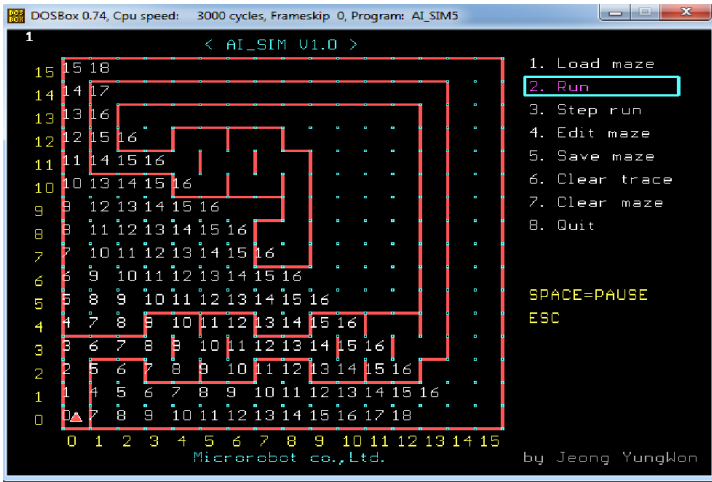 DOSBox 0.74, Cpu speed: 3000 cycles, Frameskip 0, Program: AI_SIM5
1
< AI_SIM V1.0 >
15 15 18
14 14 17
13 13 16
12 12 15 16
11 11 14 15 16
10 10 13 14 15 16
9 9 12 13 14 15 16
8 8 11 12 13 14 15 16
7 7 10 11 12 13 14 15 16
6 6 9 10 11 12 13 14 15 16
5 5 8 9 10 11 12 13 14 15 16
4 4 7 8 9 10 11 12 13 14 15 16
3 3 6 7 8 9 10 11 12 13 14 15 16
2 2 5 6 7 8 9 10 11 12 13 14 15 16
1 1 4 5 6 7 8 9 10 11 12 13 14 15 16
0 0 7 8 9 10 11 12 13 14 15 16 17 18
0 1 2 3 4 5 6 7 8 9 10 11 12 13 14 15
Microrobot co.,Ltd.
1. Load maze
2. Run
3. Step run
4. Edit maze
5. Save maze
6. Clear trace
7. Clear maze
8. Quit
SPACE=PAUSE
ESC
by Jeong YungWon